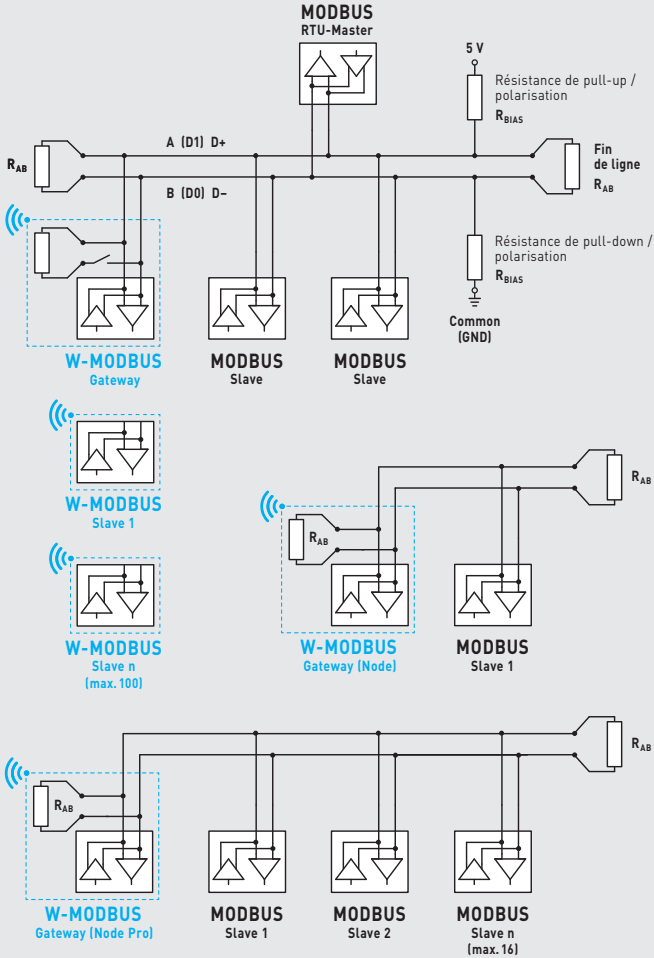 MODBUS
RTU-Master
5 V
Résistance de pull-up /
polarisation
RBIAS
A (D1) D+
RAB
Fin
de ligne
RAB
B (D0) D–
Résistance de pull-down /
polarisation
RBIAS
Common
(GND)
W-MODBUS
Gateway
MODBUS
Slave
MODBUS
Slave
W-MODBUS
Slave 1
RAB
RAB
W-MODBUS
Slave n
(max. 100)
W-MODBUS
Gateway (Node)
MODBUS
Slave 1
RAB
RAB
W-MODBUS
Gateway (Node Pro)
MODBUS
Slave 1
MODBUS
Slave 2
MODBUS
Slave n
(max. 16)